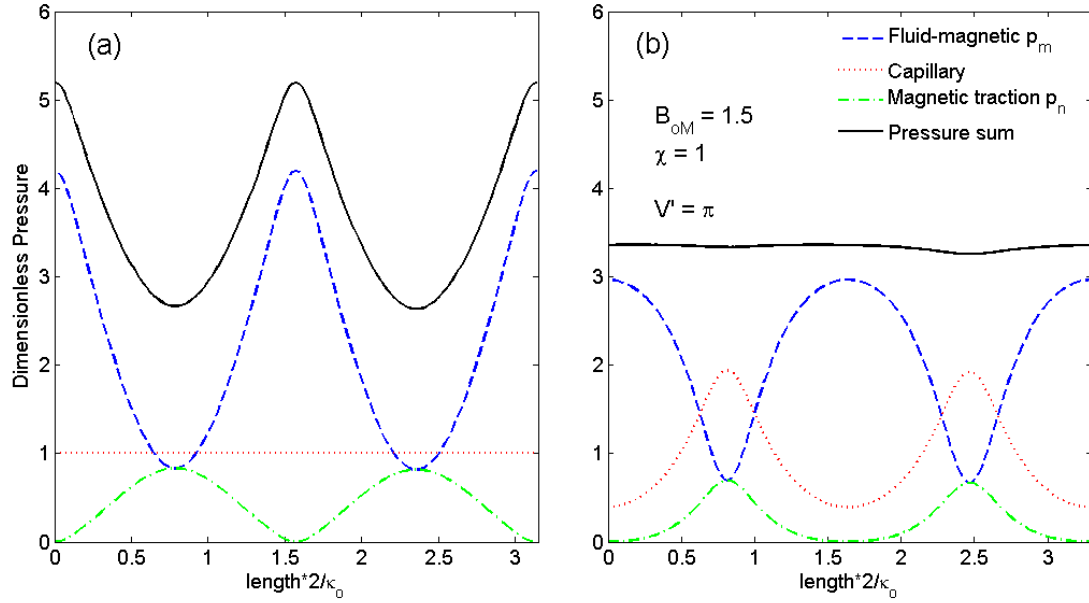 (a)
6
5
4
3
2
1
0
Dimensionless Pressure
0 0.5 1 1.5 2 2.5 3
length*2/κ₀
(b)
6
5
4
3
2
1
0
Fluid-magnetic pₘ
Capillary
Magnetic traction pₙ
Pressure sum
BₒM = 1.5
χ = 1
V' = π
0 0.5 1 1.5 2 2.5 3
length*2/κ₀